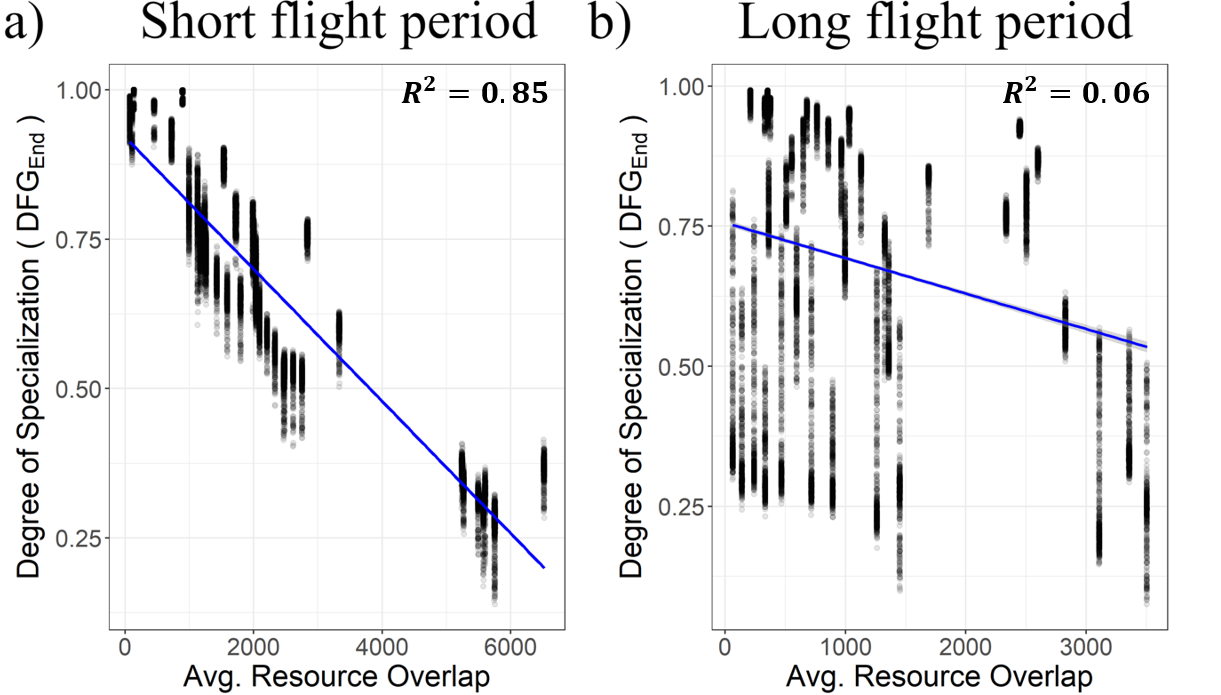 a) Short flight period
R² = 0.85
1.00
0.75
0.50
0.25
Degree of Specialization ( DFG_End )
0 2000 4000 6000
Avg. Resource Overlap
b) Long flight period
R² = 0.06
1.00
0.75
0.50
0.25
Degree of Specialization ( DFG_End )
0 1000 2000 3000
Avg. Resource Overlap